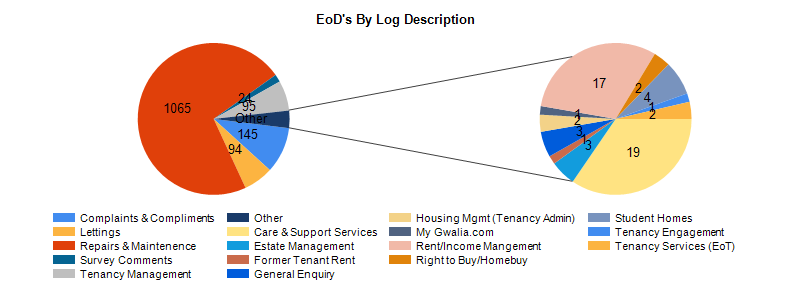 EoD's By Log Description
1065
24
95
Other
145
94
17
2
4
1
2
1
2
3
1
3
19
Complaints & Compliments
Lettings
Repairs & Maintenence
Survey Comments
Tenancy Management
Other
Care & Support Services
Estate Management
Former Tenant Rent
General Enquiry
Housing Mgmt (Tenancy Admin)
My Gwalia.com
Rent/Income Mangement
Right to Buy/Homebuy
Student Homes
Tenancy Engagement
Tenancy Services (EoT)